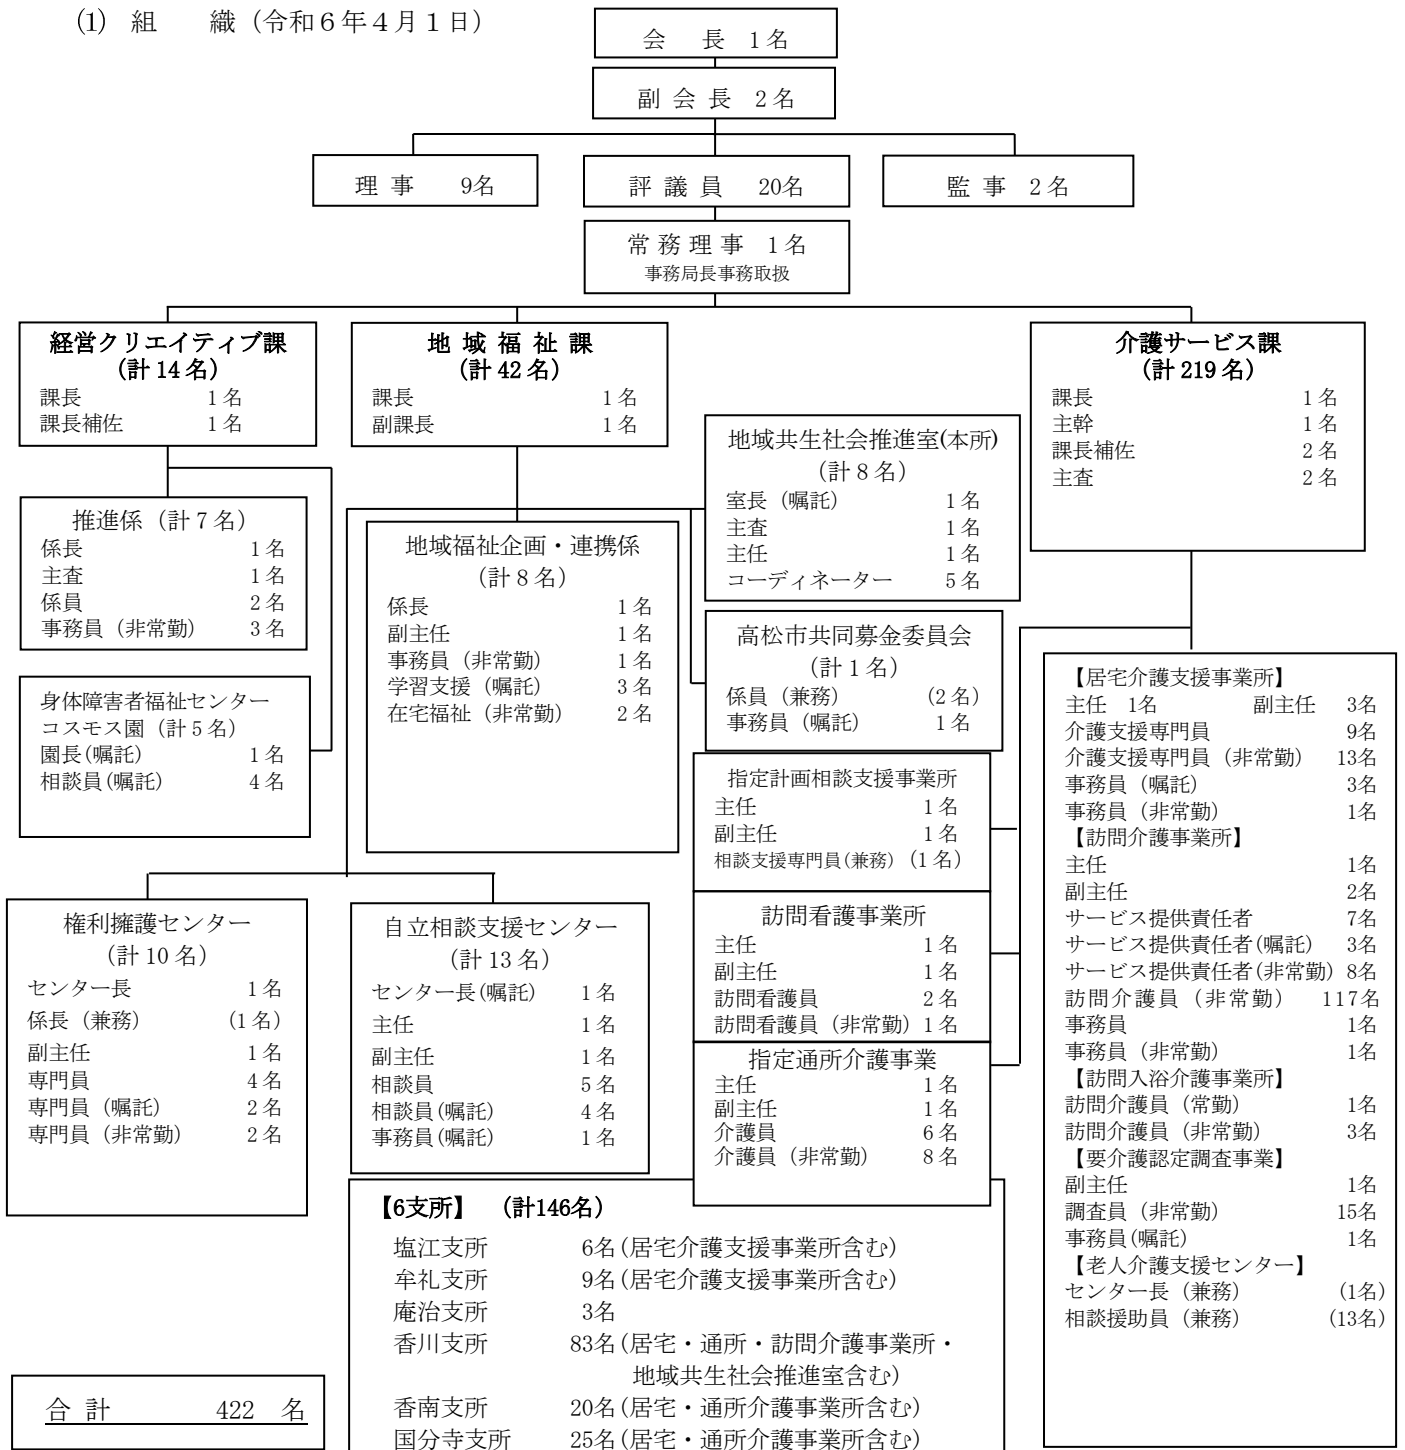 (1) 組　織（令和６年４月１日）
会　長 1名
副 会 長 2名
理 事 9名
評 議 員 20名
監 事 2名
常 務 理 事 1名
事務局長事務取扱
経営クリエイティブ課
(計 14 名)
課長 1名
課長補佐 1名
推進係（計７名）
係長 1名
主査 1名
係員 2名
事務員（非常勤） 3名
身体障害者福祉センター
コスモス園（計５名）
園長(嘱託) 1名
相談員(嘱託) 4名
地 域 福 祉 課
(計 42 名)
課長 1名
副課長 1名
地域福祉企画・連携係
（計８名）
係長 1名
副主任 1名
事務員（非常勤） 1名
学習支援（嘱託） 3名
在宅福祉（非常勤） 2名
地域共生社会推進室(本所)
（計８名）
室長（嘱託） 1名
主査 1名
主任 1名
コーディネーター 5名
高松市共同募金委員会
（計１名）
係員（兼務） (2名)
事務員（嘱託） 1名
権利擁護センター
（計 10 名）
センター長 1名
係長（兼務） (1名)
副主任 1名
専門員 4名
専門員（嘱託） 2名
専門員（非常勤） 2名
自立相談支援センター
（計 13 名）
センター長(嘱託) 1名
主任 1名
副主任 1名
相談員 5名
相談員(嘱託) 4名
事務員(嘱託) 1名
介護サービス課
(計 219 名)
課長 1名
主幹 1名
課長補佐 2名
主査 2名
指定計画相談支援事業所
主任 1名
副主任 1名
相談支援専門員(兼務) (1名)
訪問看護事業所
主任 1名
副主任 1名
訪問看護員 2名
訪問看護員（非常勤） 1名
指定通所介護事業
主任 1名
副主任 1名
介護員 6名
介護員（非常勤） 8名
【居宅介護支援事業所】
主任 1名 副主任 3名
介護支援専門員 9名
介護支援専門員（非常勤） 13名
事務員（嘱託） 3名
事務員（非常勤） 1名
【訪問介護事業所】
主任 1名
副主任 2名
サービス提供責任者 7名
サービス提供責任者(嘱託) 3名
サービス提供責任者(非常勤) 8名
訪問介護員（非常勤） 117名
事務員 1名
事務員（非常勤） 1名
【訪問入浴介護事業所】
訪問介護員（常勤） 1名
訪問介護員（非常勤） 3名
【要介護認定調査事業】
副主任 1名
調査員（非常勤） 15名
事務員(嘱託) 1名
【老人介護支援センター】
センター長（兼務） (1名)
相談援助員（兼務） (13名)
【6支所】 (計146名)
塩江支所 6名(居宅介護支援事業所含む)
牟礼支所 9名(居宅介護支援事業所含む)
庵治支所 3名
香川支所 83名(居宅・通所・訪問介護事業所・
地域共生社会推進室含む)
香南支所 20名(居宅・通所介護事業所含む)
国分寺支所 25名(居宅・通所介護事業所含む)
合 計 422 名